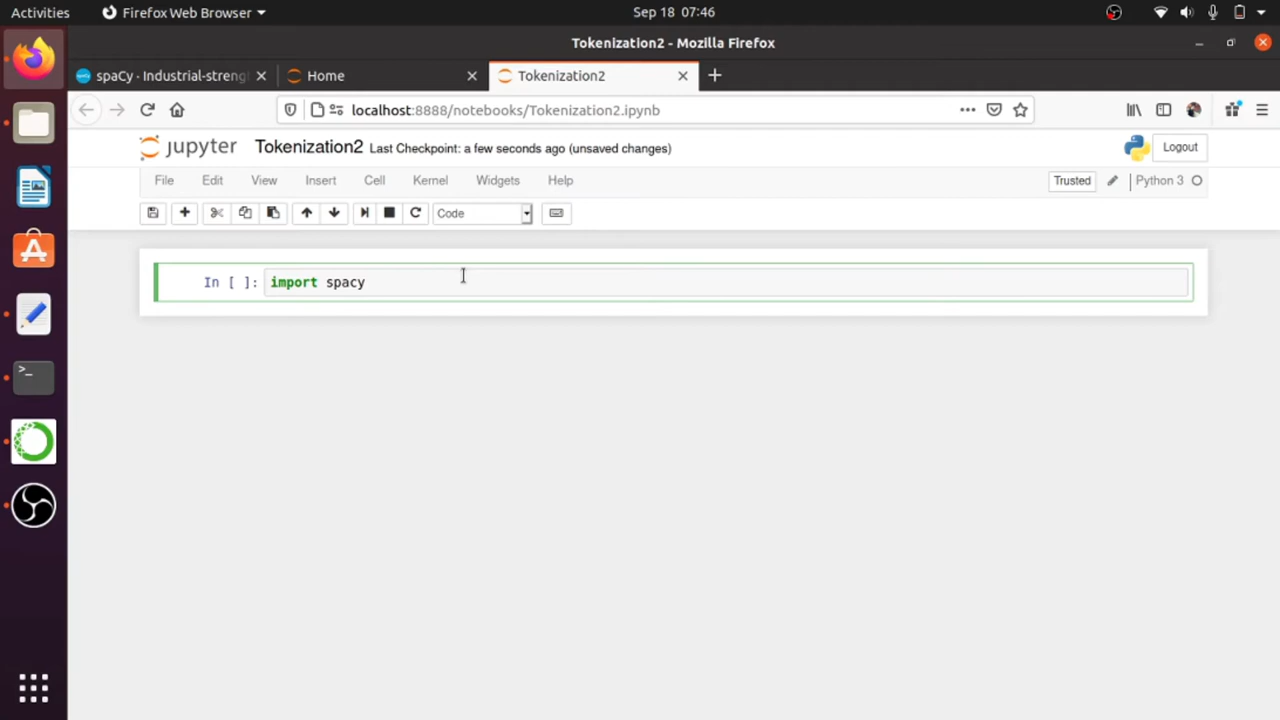 Activities Firefox Web Browser Sep 18 07:46
Tokenization2 - Mozilla Firefox
spaCy · Industrial-streng Home Tokenization2
localhost:8888/notebooks/Tokenization2.ipynb
jupyter Tokenization2 Last Checkpoint: a few seconds ago (unsaved changes) Logout
File Edit View Insert Cell Kernel Widgets Help Trusted Python 3
Code
In [ ]: import spacy